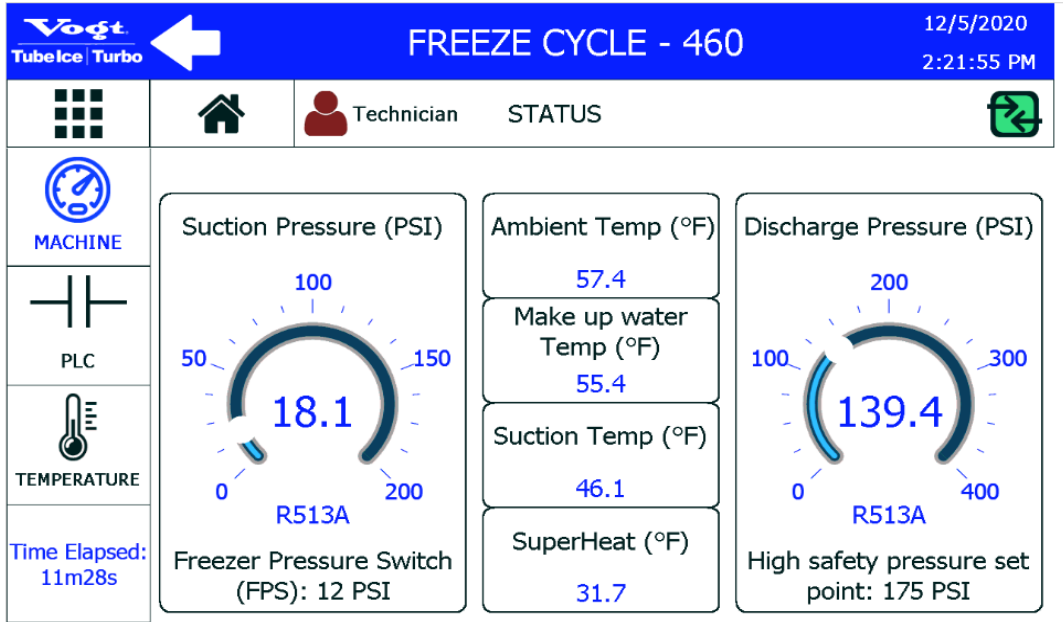 Vogt
TubeIce | Turbo
FREEZE CYCLE - 460
12/5/2020
2:21:55 PM
Technician
STATUS
MACHINE
PLC
TEMPERATURE
Time Elapsed:
11m28s
Suction Pressure (PSI)
100
50
150
18.1
0
200
R513A
Freezer Pressure Switch
(FPS): 12 PSI
Ambient Temp (°F)
57.4
Make up water
Temp (°F)
55.4
Suction Temp (°F)
46.1
SuperHeat (°F)
31.7
Discharge Pressure (PSI)
200
100
300
139.4
0
400
R513A
High safety pressure set
point: 175 PSI